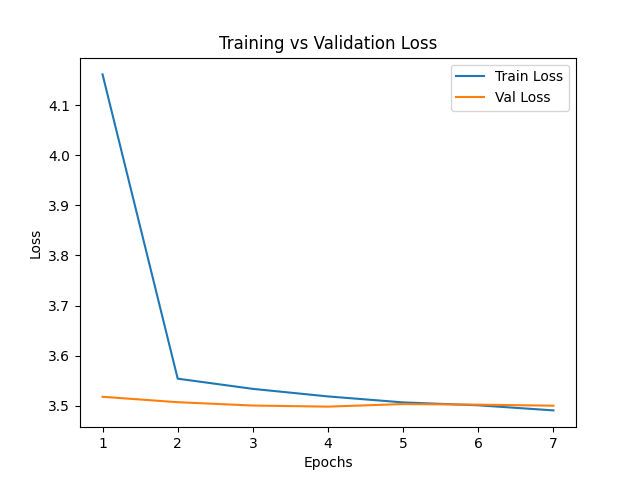 Training vs Validation Loss
Train Loss
Val Loss
4.1
4.0
3.9
3.8
3.7
3.6
3.5
Loss
1 2 3 4 5 6 7
Epochs